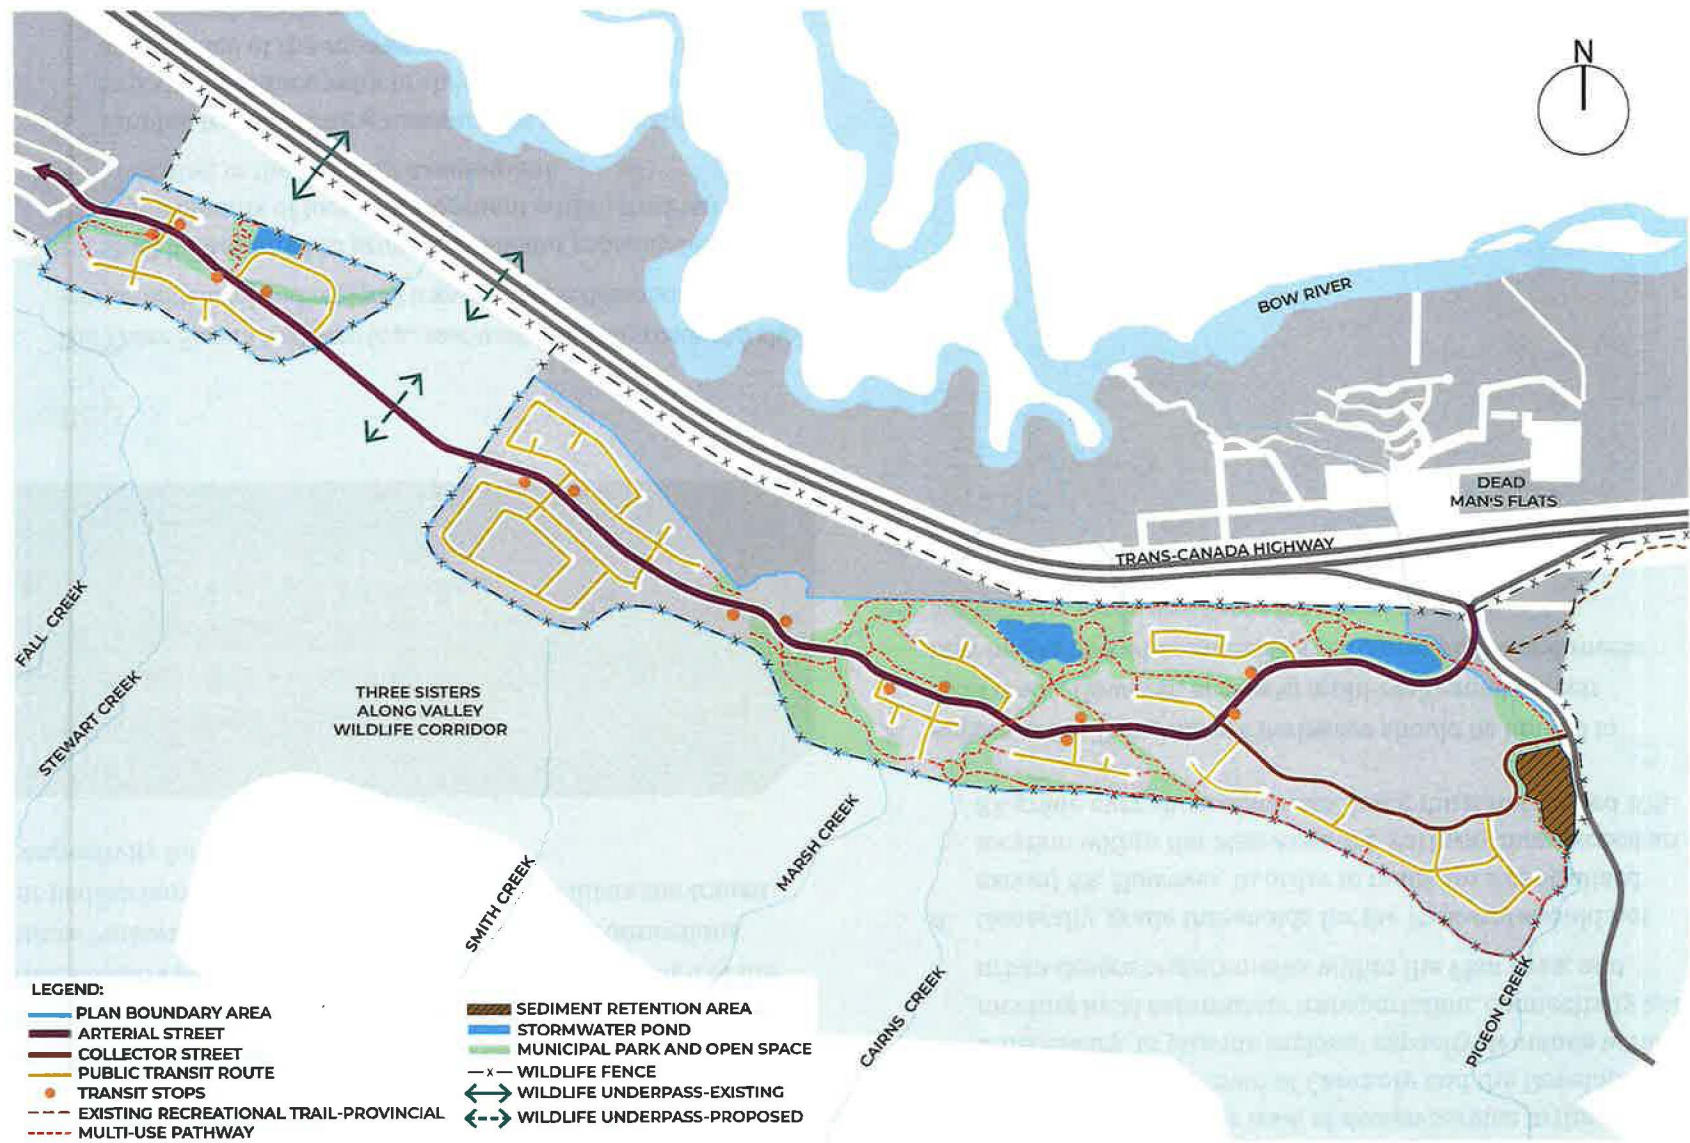 N
BOW RIVER
DEAD
MAN'S FLATS
TRANS-CANADA HIGHWAY
FALL CREEK
STEWART CREEK
THREE SISTERS
ALONG VALLEY
WILDLIFE CORRIDOR
SMITH CREEK
MARSH CREEK
CAIRNS CREEK
PIGEON CREEK
LEGEND:
PLAN BOUNDARY AREA
ARTERIAL STREET
COLLECTOR STREET
PUBLIC TRANSIT ROUTE
TRANSIT STOPS
EXISTING RECREATIONAL TRAIL-PROVINCIAL
MULTI-USE PATHWAY
SEDIMENT RETENTION AREA
STORMWATER POND
MUNICIPAL PARK AND OPEN SPACE
WILDLIFE FENCE
WILDLIFE UNDERPASS-EXISTING
WILDLIFE UNDERPASS-PROPOSED